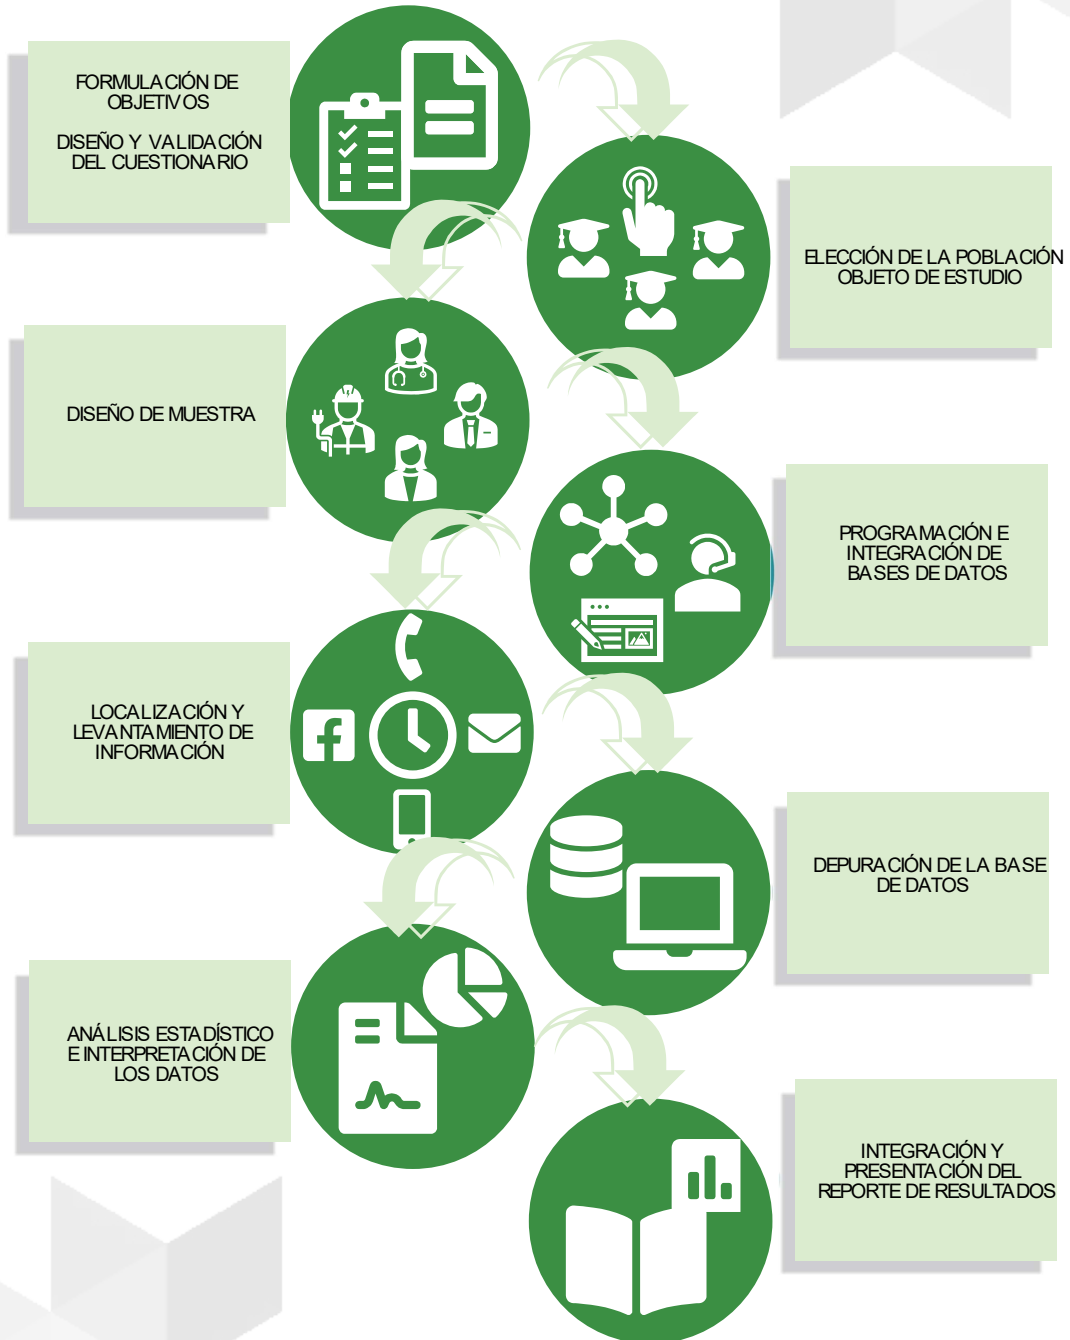 FORMULACIÓN DE
OBJETIVOS
DISEÑO Y VALIDACIÓN
DEL CUESTIONARIO
ELECCIÓN DE LA POBLACIÓN
OBJETO DE ESTUDIO
DISEÑO DE MUESTRA
PROGRAMACIÓN E
INTEGRACIÓN DE
BASES DE DATOS
LOCALIZACIÓN Y
LEVANTAMIENTO DE
INFORMACIÓN
DEPURACIÓN DE LA BASE
DE DATOS
ANÁLISIS ESTADÍSTICO
E INTERPRETACIÓN DE
LOS DATOS
INTEGRACIÓN Y
PRESENTACIÓN DEL
REPORTE DE RESULTADOS